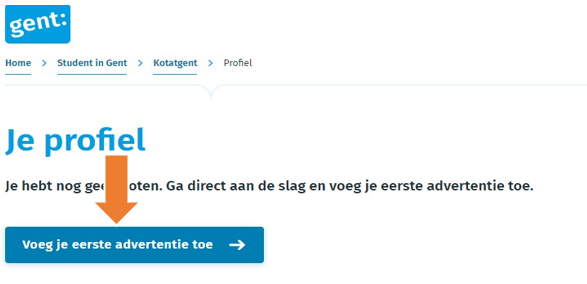 gent:
Home > Student in Gent > Kotatgent > Profiel
Je profiel
Je hebt nog oten. Ga direct aan de slag en voeg je eerste advertentie toe.
Voeg je eerste advertentie toe →